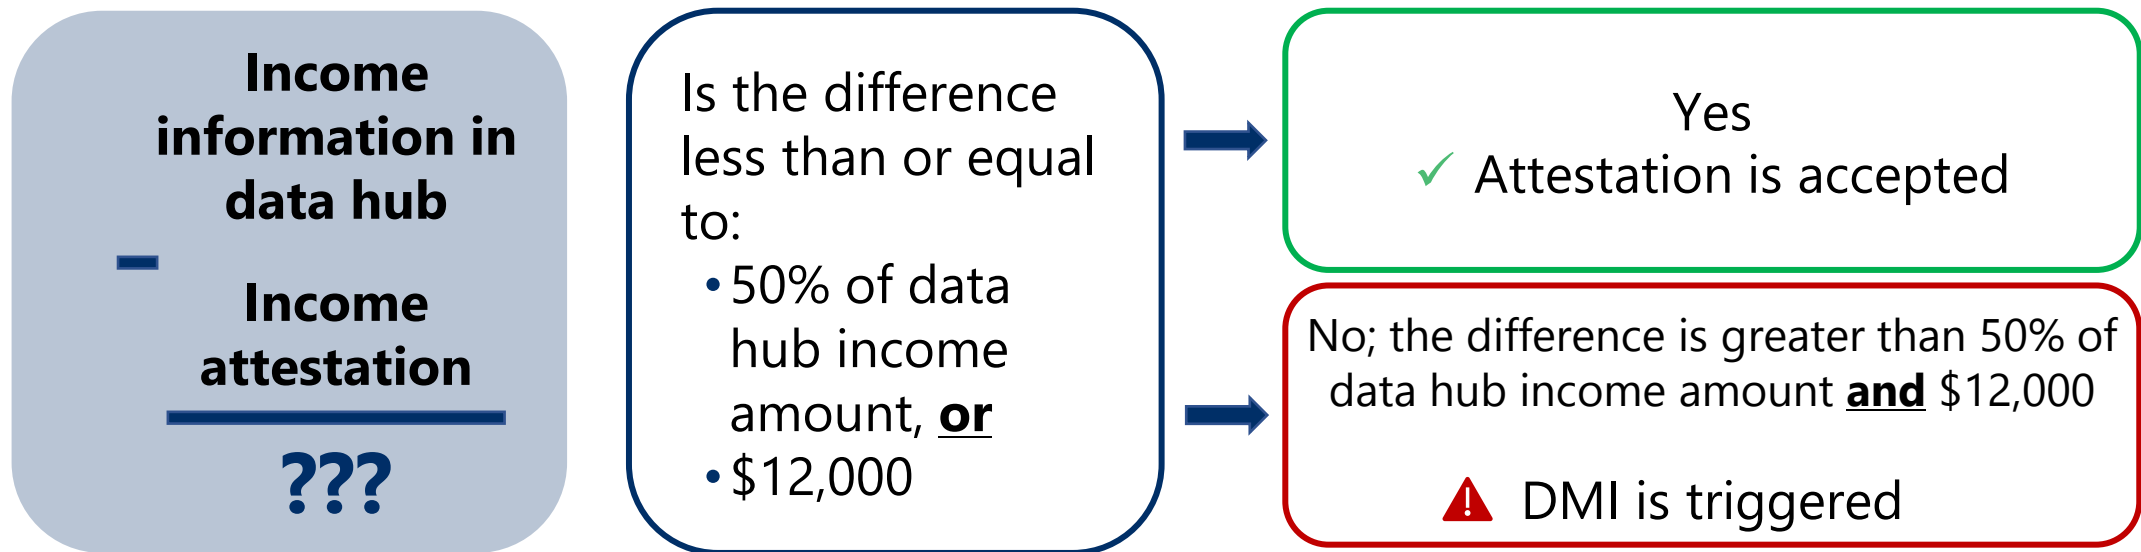 Income
information in
data hub
Income
attestation
???
Is the difference
less than or equal
to:
• 50% of data
hub income
amount, or
• $12,000
Yes
✓ Attestation is accepted
No; the difference is greater than 50% of
data hub income amount and $12,000
DMI is triggered